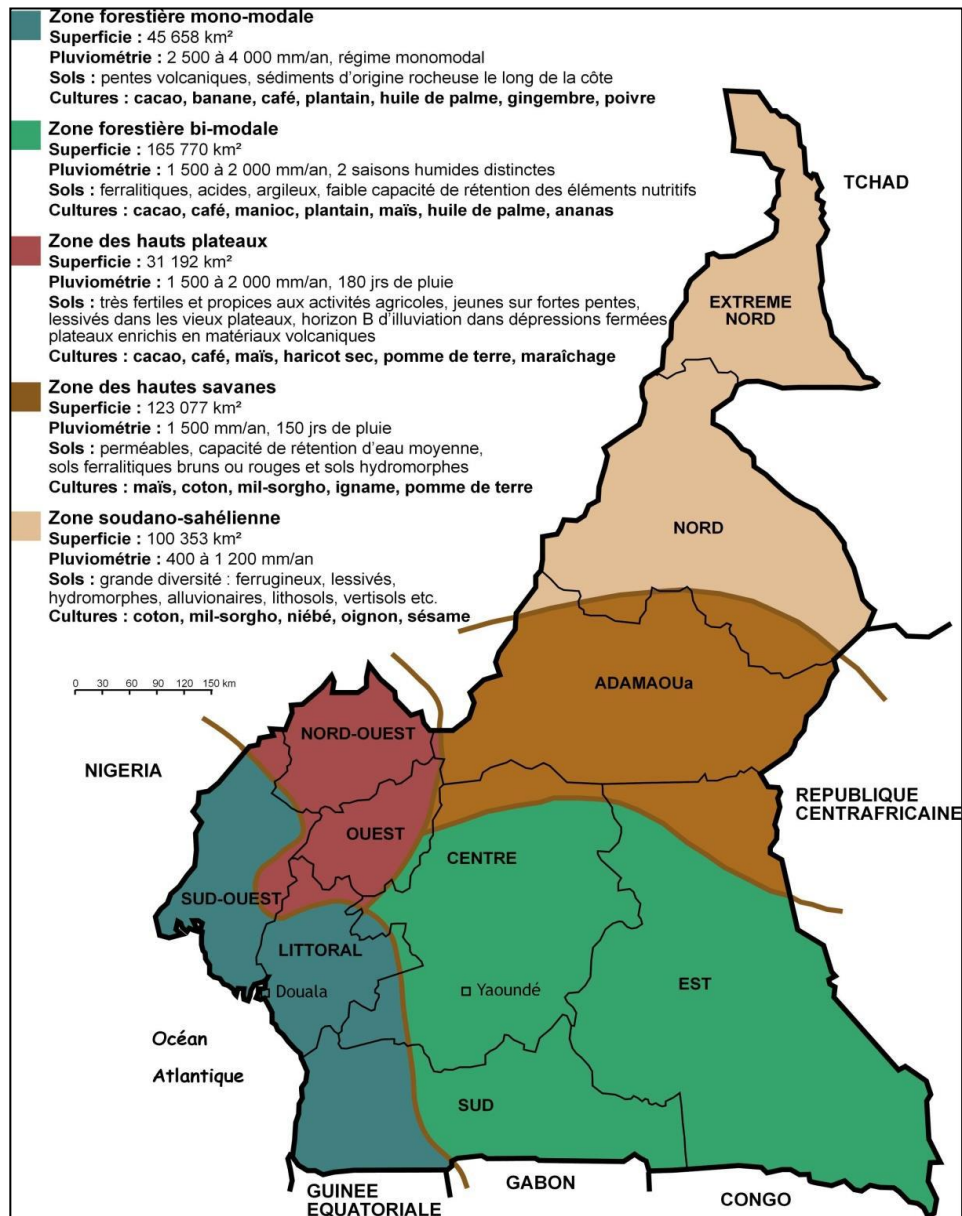 Zone forestière mono-modale
Superficie : 45 658 km²
Pluviométrie : 2 500 à 4 000 mm/an, régime monomodal
Sols : pentes volcaniques, sédiments d'origine rocheuse le long de la côte
Cultures : cacao, banane, café, plantain, huile de palme, gingembre, poivre
Zone forestière bi-modale
Superficie : 165 770 km²
Pluviométrie : 1 500 à 2 000 mm/an, 2 saisons humides distinctes
Sols : ferralitiques, acides, argileux, faible capacité de rétention des éléments nutritifs
Cultures : cacao, café, manioc, plantain, maïs, huile de palme, ananas
Zone des hauts plateaux
Superficie : 31 192 km²
Pluviométrie : 1 500 à 2 000 mm/an, 180 jrs de pluie
Sols : très fertiles et propices aux activités agricoles, jeunes sur fortes pentes,
lessivés dans les vieux plateaux, horizon B d'illuviation dans dépressions fermées
plateaux enrichis en matériaux volcaniques
Cultures : cacao, café, maïs, haricot sec, pomme de terre, maraîchage
Zone des hautes savanes
Superficie : 123 077 km²
Pluviométrie : 1 500 mm/an, 150 jrs de pluie
Sols : perméables, capacité de rétention d'eau moyenne,
sols ferralitiques bruns ou rouges et sols hydromorphes
Cultures : maïs, coton, mil-sorgho, igname, pomme de terre
Zone soudano-sahélienne
Superficie : 100 353 km²
Pluviométrie : 400 à 1 200 mm/an
Sols : grande diversité : ferrugineux, lessivés,
hydromorphes, alluvionaires, lithosols, vertisols etc.
Cultures : coton, mil-sorgho, niébé, oignon, sésame
0 30 60 90 120 150 km
TCHAD
EXTREME
NORD
NORD
ADAMAOUa
NORD-OUEST
NIGERIA
REPUBLIQUE
CENTRAFRICAINE
OUEST
CENTRE
SUD-OUEST
LITTORAL
EST
Douala
Yaoundé
Océan
Atlantique
SUD
GUINEE
EQUATORIALE
GABON
CONGO